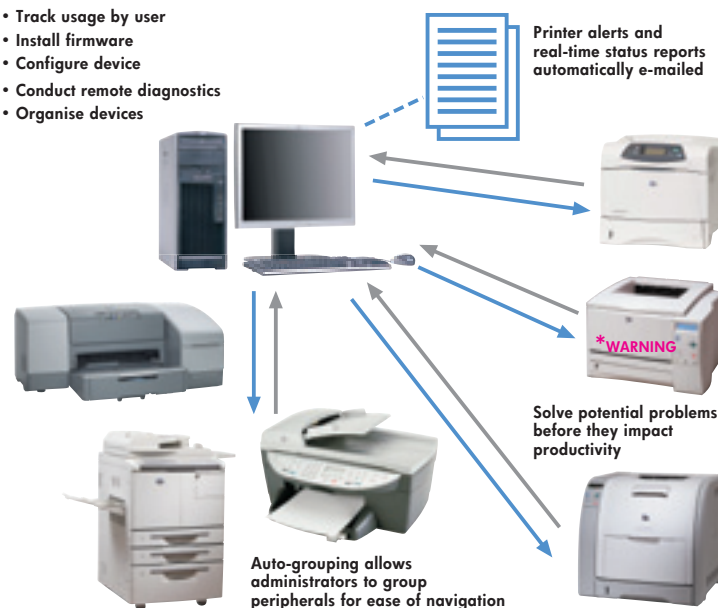 • Track usage by user
• Install firmware
• Configure device
• Conduct remote diagnostics
• Organise devices
Printer alerts and
real-time status reports
automatically e-mailed
*WARNING
Solve potential problems
before they impact
productivity
Auto-grouping allows
administrators to group
peripherals for ease of navigation